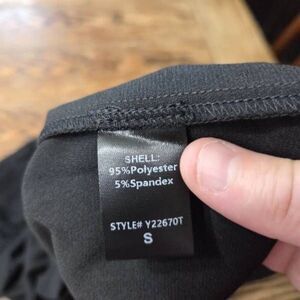 SHELL:
95%Polyester
5%Spandex
STYLE# Y22670T
S